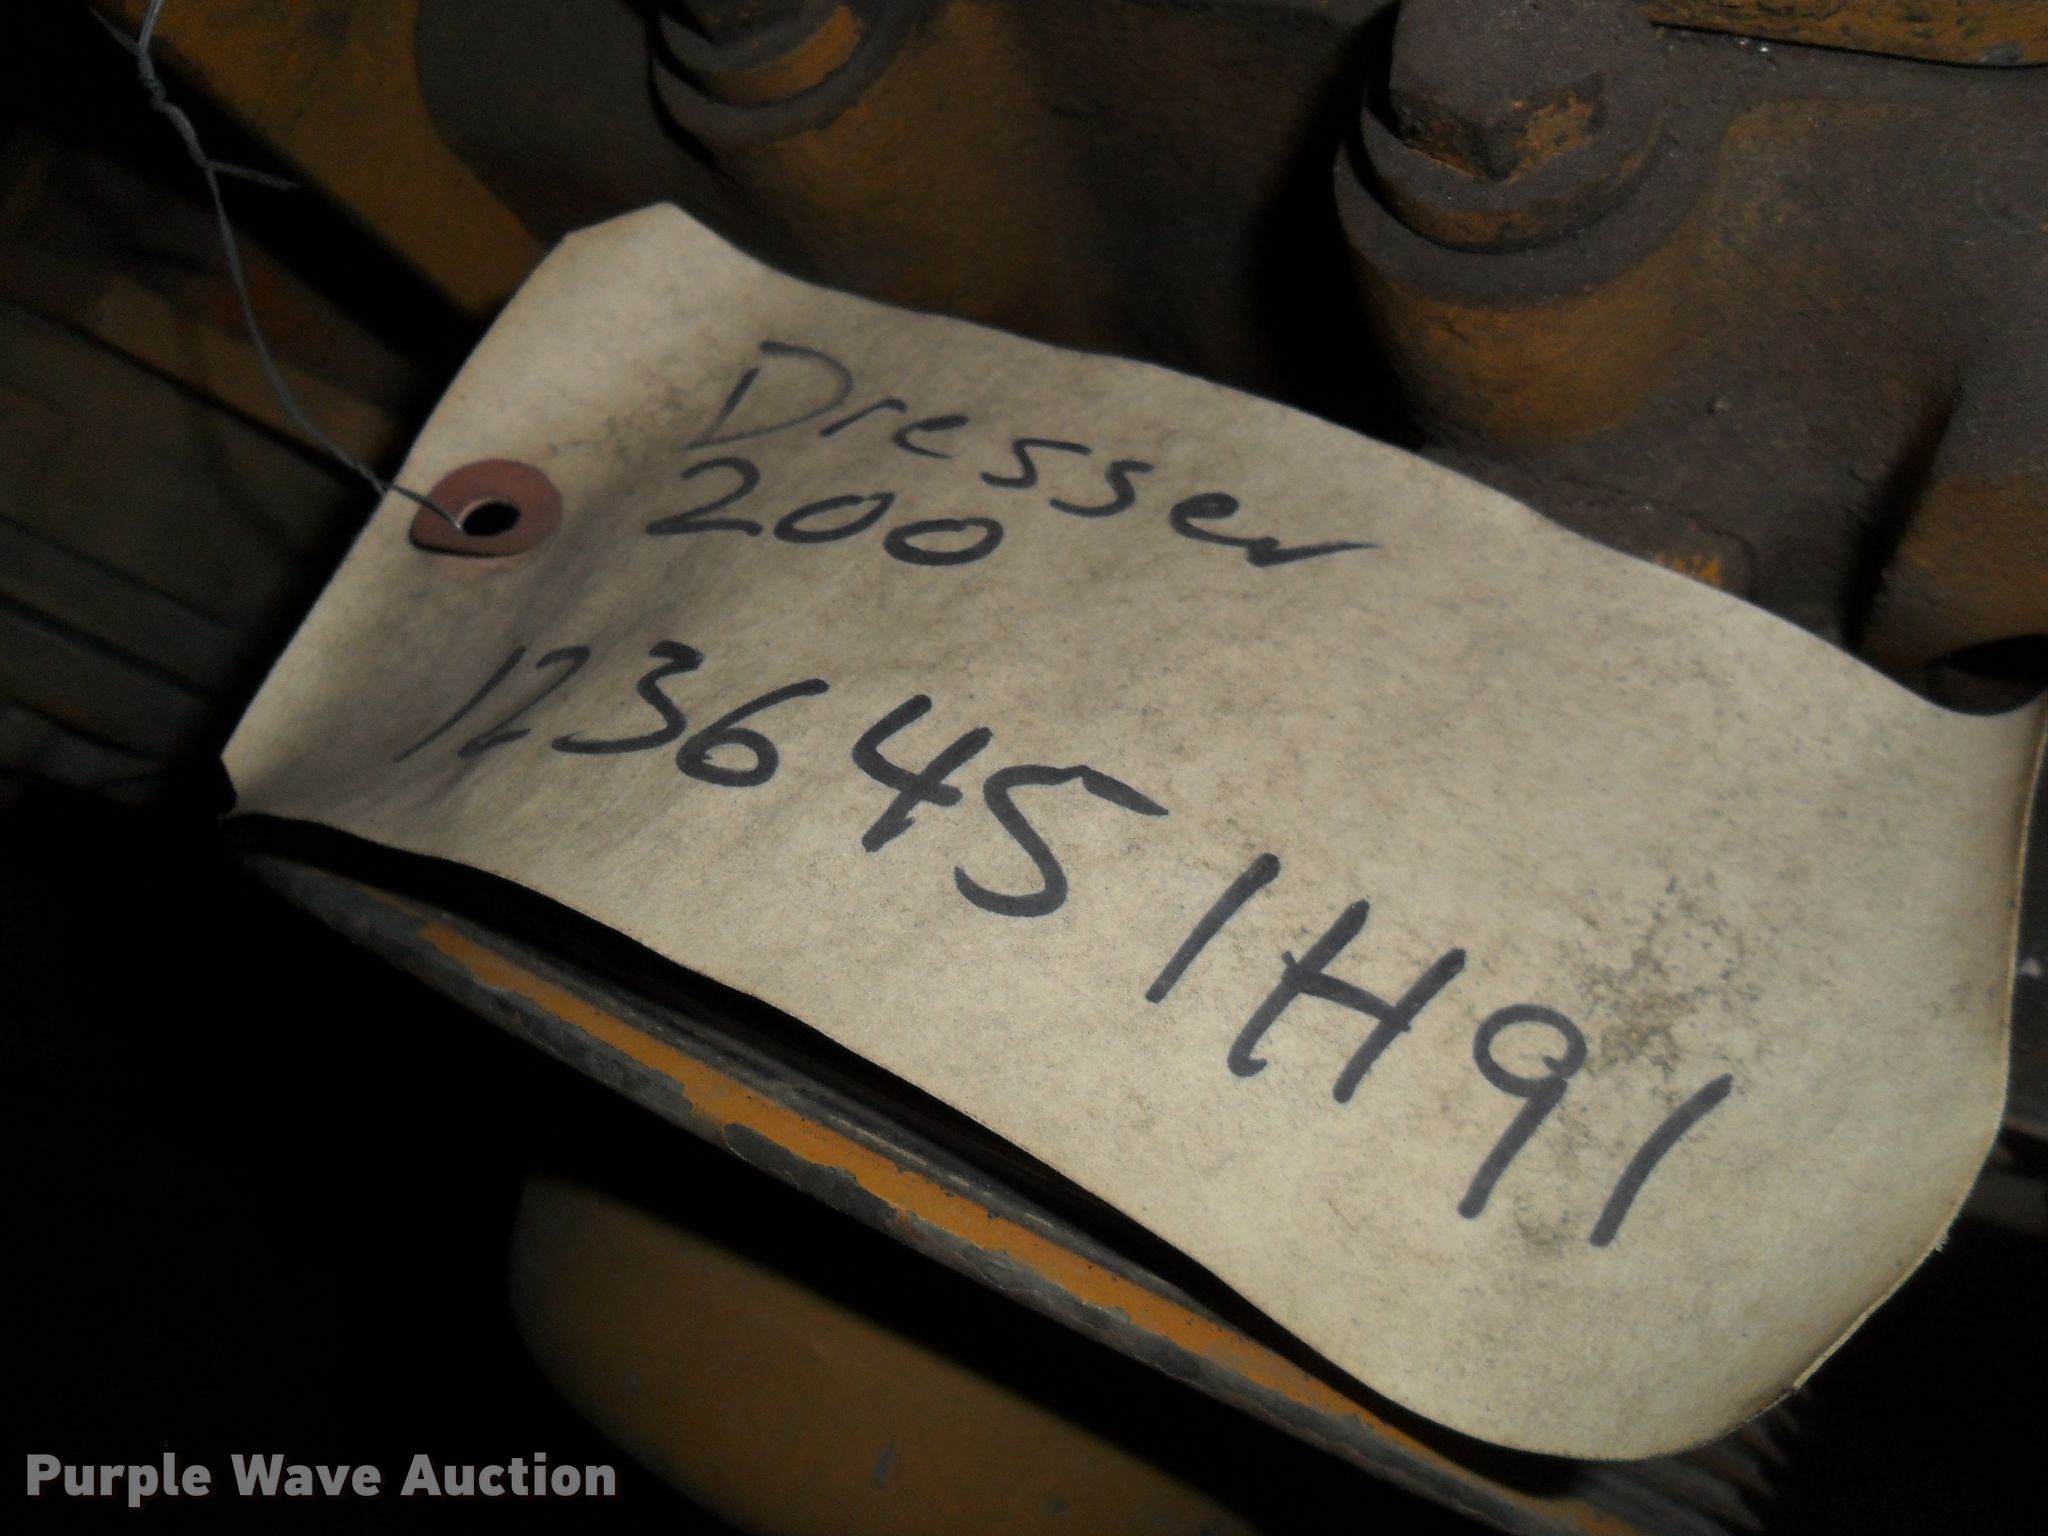 Dresser
200
1236451H91
Purple Wave Auction